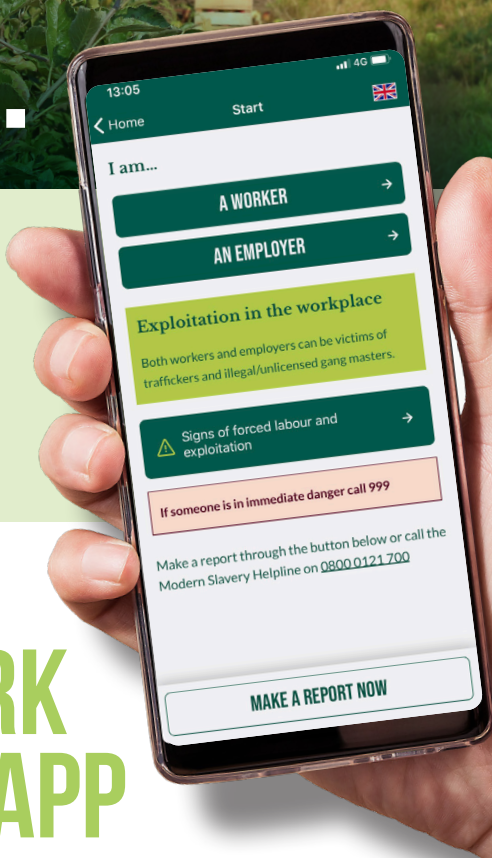 13:05
4G
Home
Start
I am...
A WORKER
AN EMPLOYER
Exploitation in the workplace
Both workers and employers can be victims of
traffickers and illegal/unlicensed gang masters.
Signs of forced labour and
exploitation
If someone is in immediate danger call 999
Make a report through the button below or call the
Modern Slavery Helpline on 0800 0121 700
MAKE A REPORT NOW
RK
APP